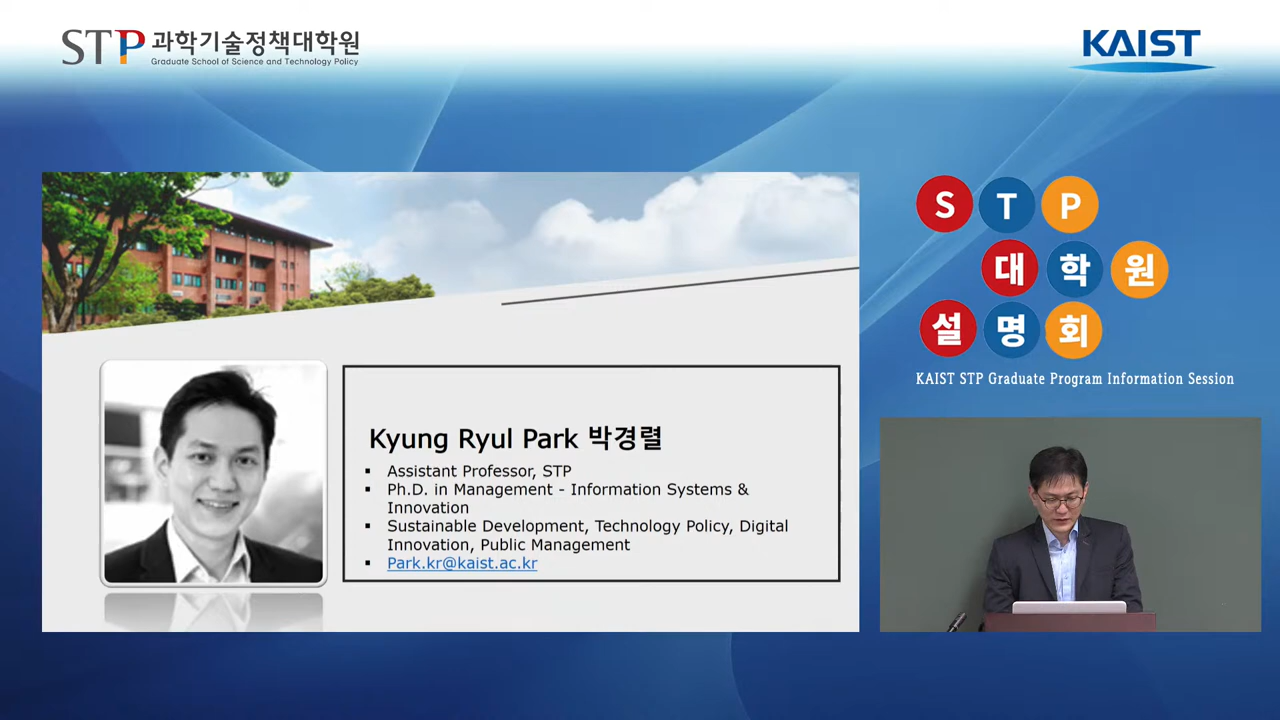 STP 과학기술정책대학원
Graduate School of Science and Technology Policy
KAIST
S T P
대 학 원
설 명 회
KAIST STP Graduate Program Information Session
Kyung Ryul Park 박경렬
▪ Assistant Professor, STP
▪ Ph.D. in Management - Information Systems &
Innovation
▪ Sustainable Development, Technology Policy, Digital
Innovation, Public Management
▪ Park.kr@kaist.ac.kr